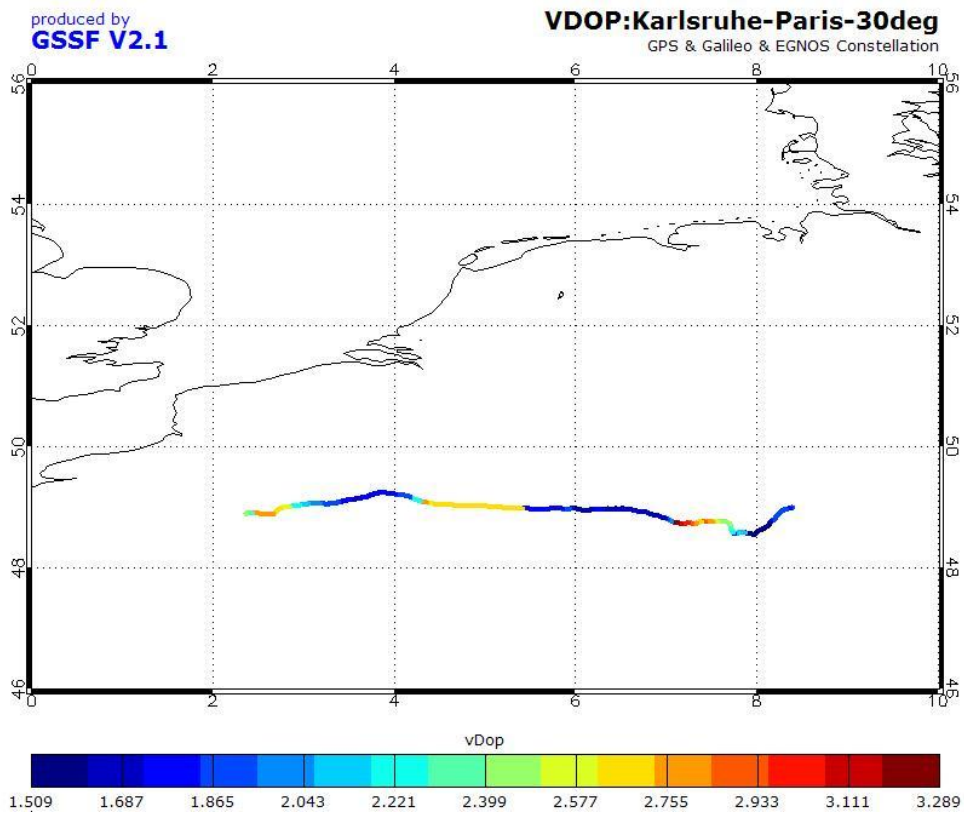 produced by
GSSF V2.1
VDOP:Karlsruhe-Paris-30deg
GPS & Galileo & EGNOS Constellation
0 2 4 6 8 10
56 56
54 54
52 52
50 50
48 48
46 46
0 2 4 6 8 10
vDop
1.509 1.687 1.865 2.043 2.221 2.399 2.577 2.755 2.933 3.111 3.289